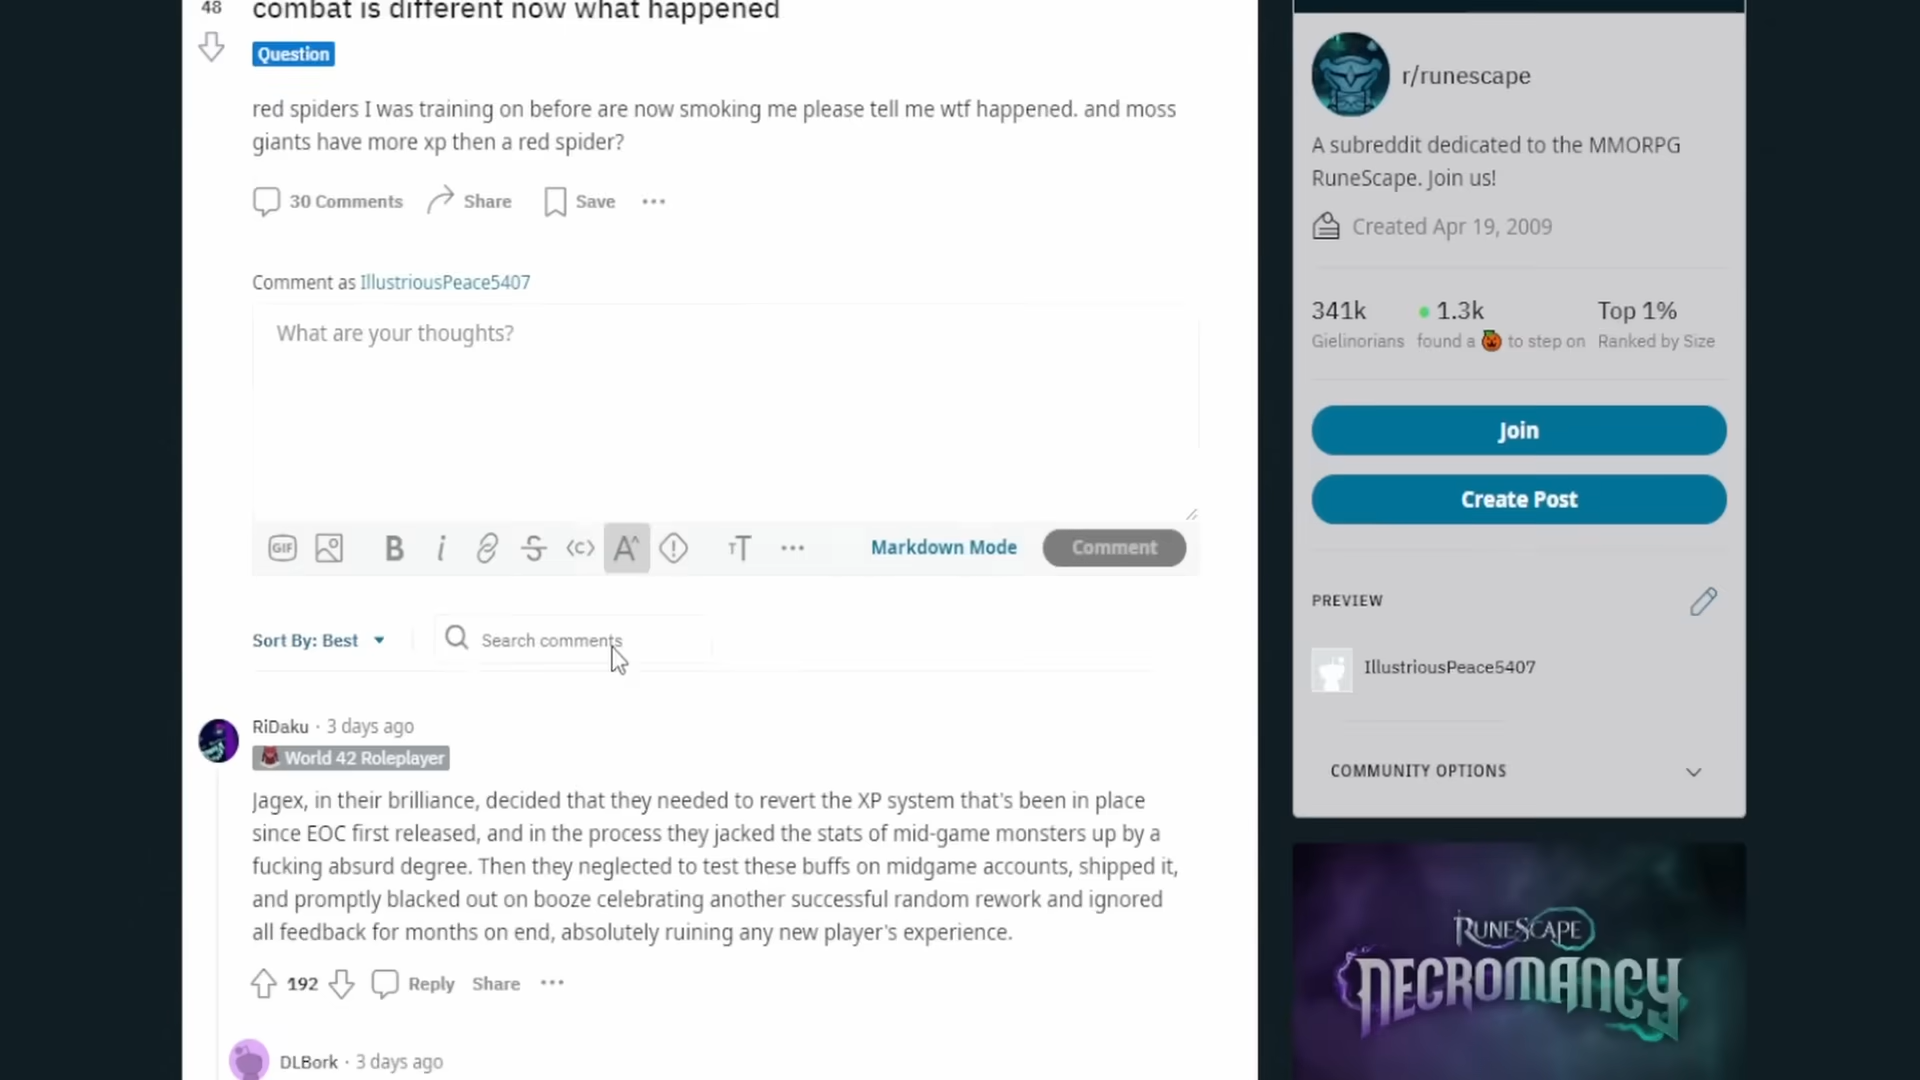 48
combat is different now what happened
Question
red spiders I was training on before are now smoking me please tell me wtf happened. and moss
giants have more xp then a red spider?
30 Comments
Share
Save
Comment as IllustriousPeace5407
What are your thoughts?
GIF
B
i
S
<c>
A^
TT
Markdown Mode
Comment
Sort By: Best
Search comments
RiDaku · 3 days ago
World 42 Roleplayer
Jagex, in their brilliance, decided that they needed to revert the XP system that's been in place
since EOC first released, and in the process they jacked the stats of mid-game monsters up by a
fucking absurd degree. Then they neglected to test these buffs on midgame accounts, shipped it,
and promptly blacked out on booze celebrating another successful random rework and ignored
all feedback for months on end, absolutely ruining any new player's experience.
192
Reply
Share
DLBork · 3 days ago
r/runescape
A subreddit dedicated to the MMORPG
RuneScape. Join us!
Created Apr 19, 2009
341k
1.3k
Top 1%
Gielinorians
found a 🎃 to step on
Ranked by Size
Join
Create Post
PREVIEW
IllustriousPeace5407
COMMUNITY OPTIONS
RUNESCAPE
NECROMANCY